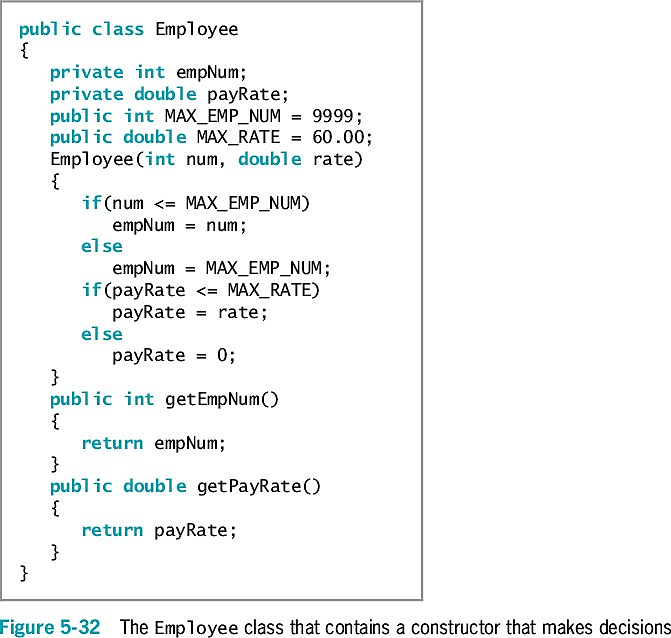 public class Employee
{
private int empNum;
private double payRate;
public int MAX_EMP_NUM = 9999;
public double MAX_RATE = 60.00;
Employee(int num, double rate)
{
if(num <= MAX_EMP_NUM)
empNum = num;
else
empNum = MAX_EMP_NUM;
if(payRate <= MAX_RATE)
payRate = rate;
else
payRate = 0;
}
public int getEmpNum()
{
return empNum;
}
public double getPayRate()
{
return payRate;
}
}
Figure 5-32 The Employee class that contains a constructor that makes decisions